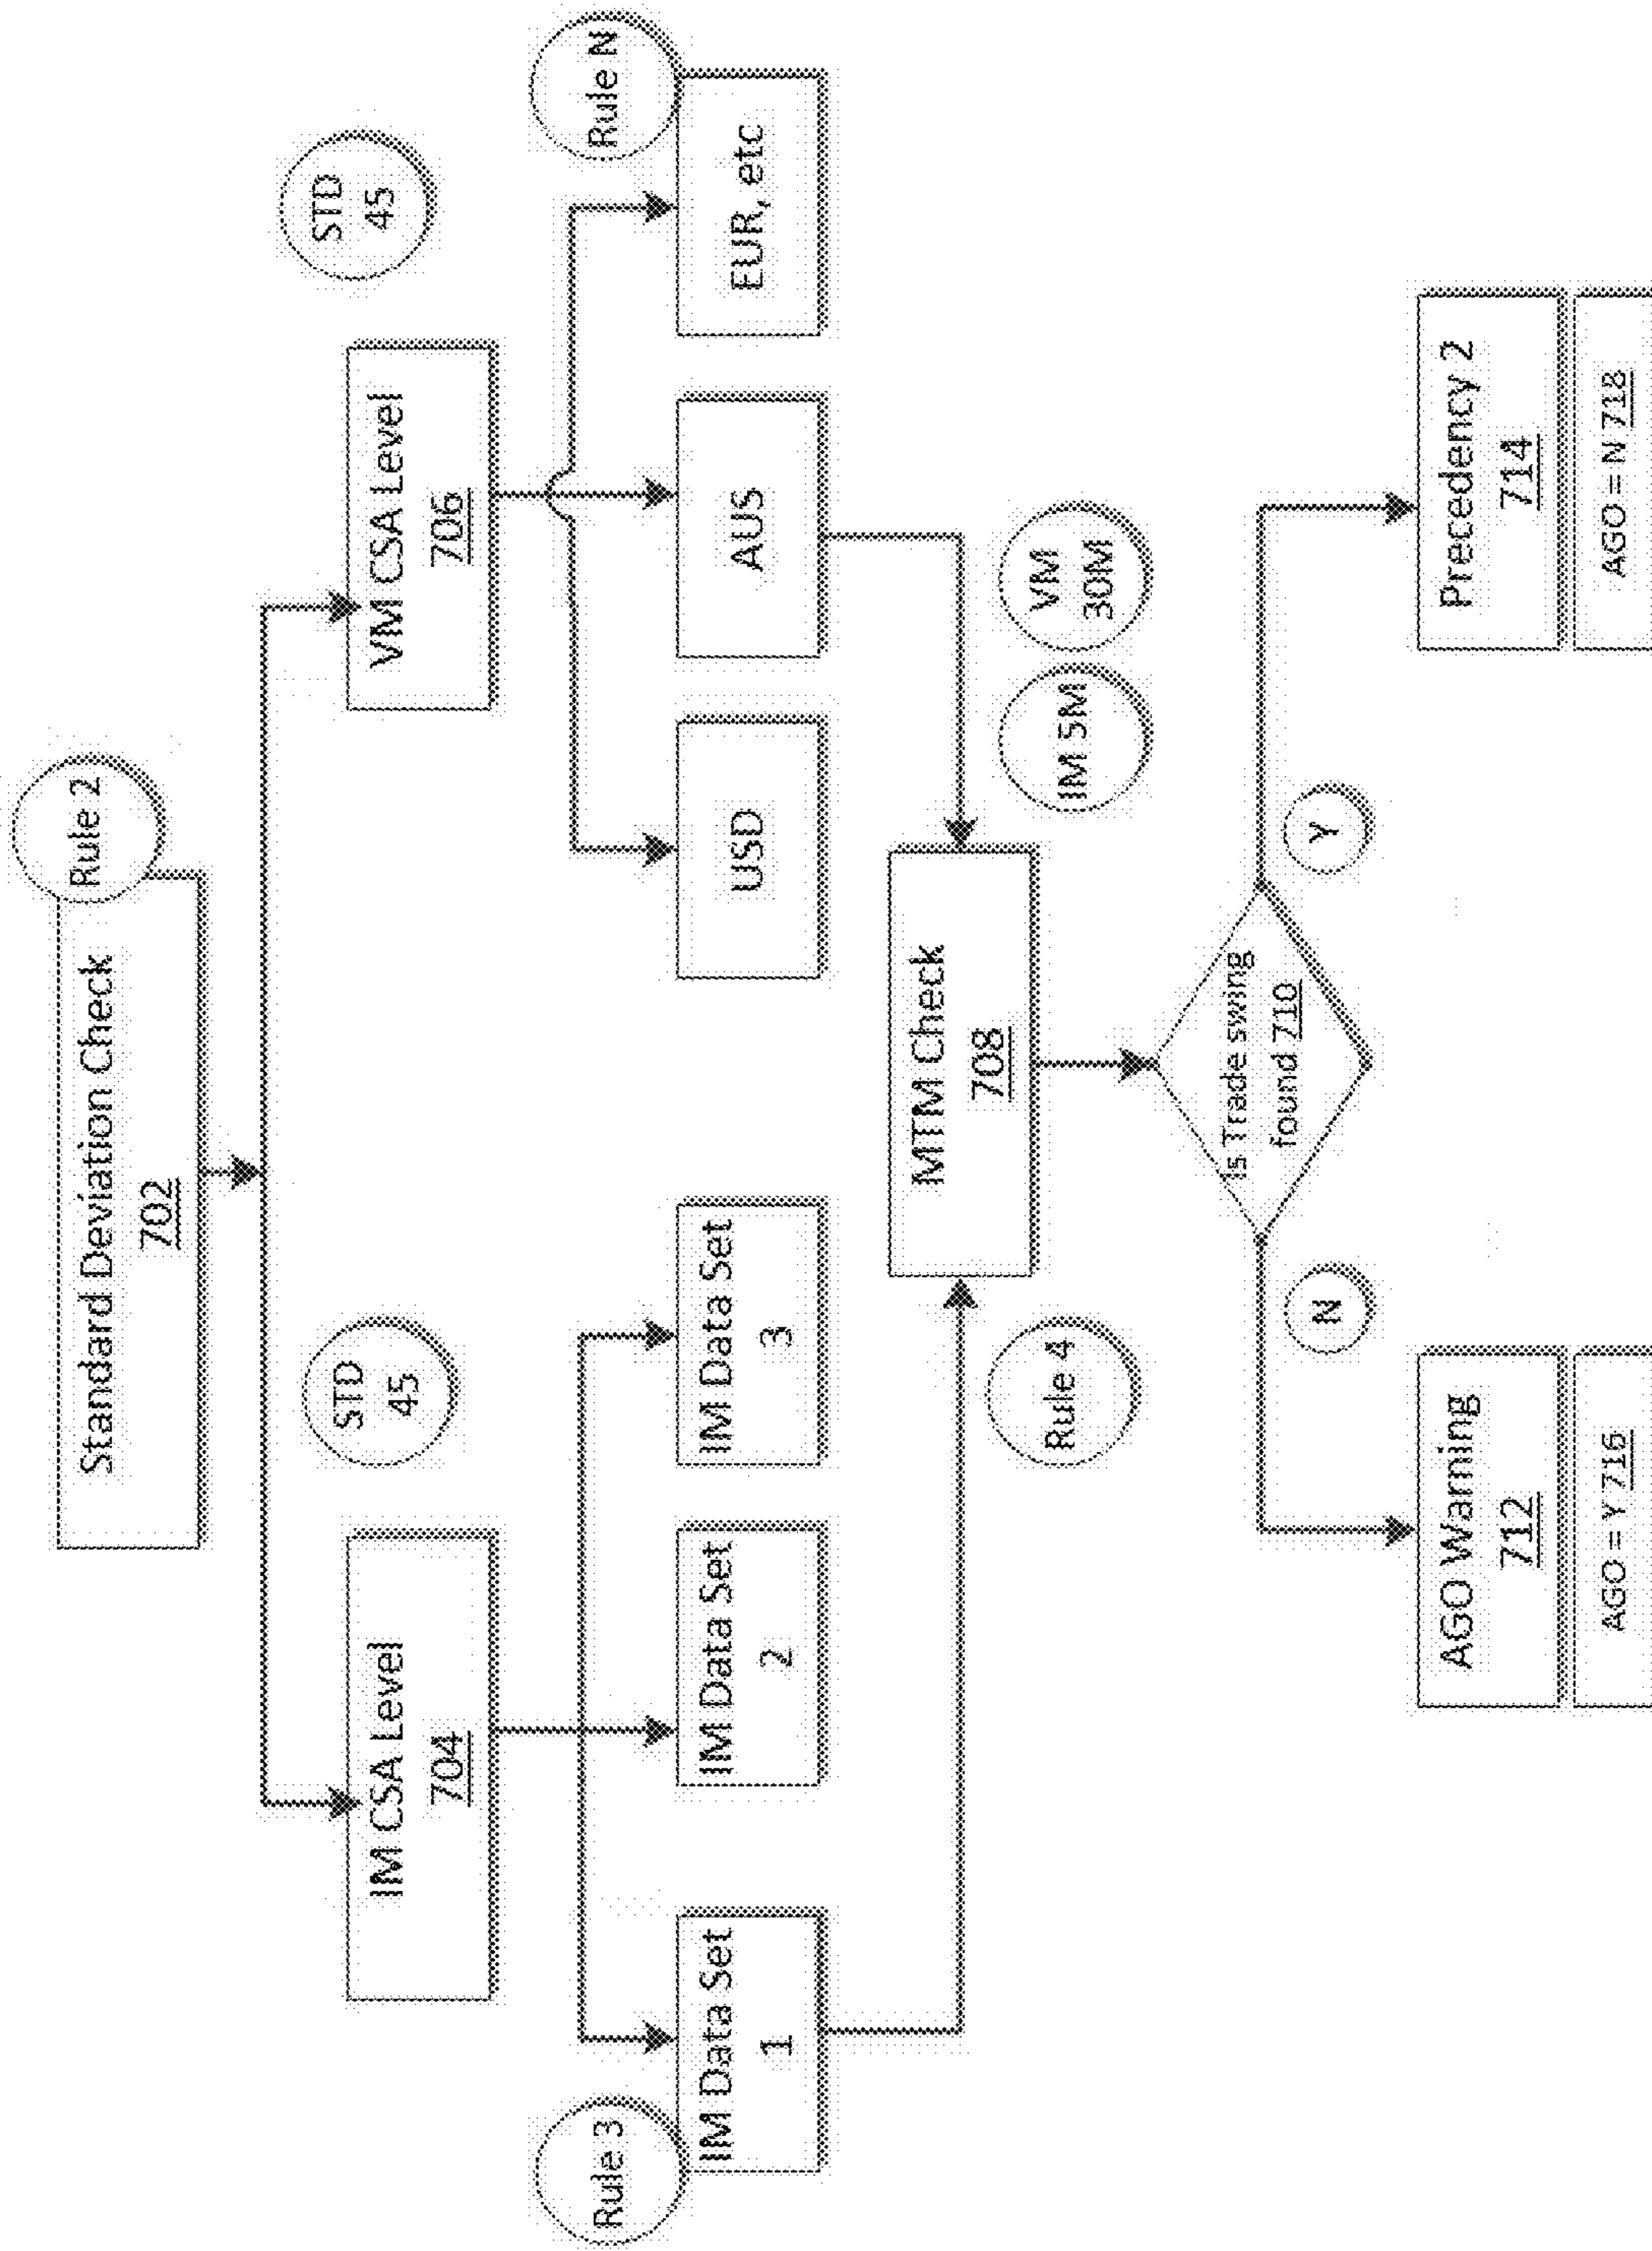 Rule 2
Standard Deviation Check
702
STD
45
STD
45
IM CSA Level
704
VM CSA Level
706
Rule 3
Rule N
IM Data Set
1
IM Data Set
2
IM Data Set
3
USD
AUS
EUR, etc
MTM Check
708
Rule 4
IM 5M
VM
30M
Is Trade swing
found 710
N
Y
AGO Warning
712
Precedency 2
714
AGO = Y 716
AGO = N 718